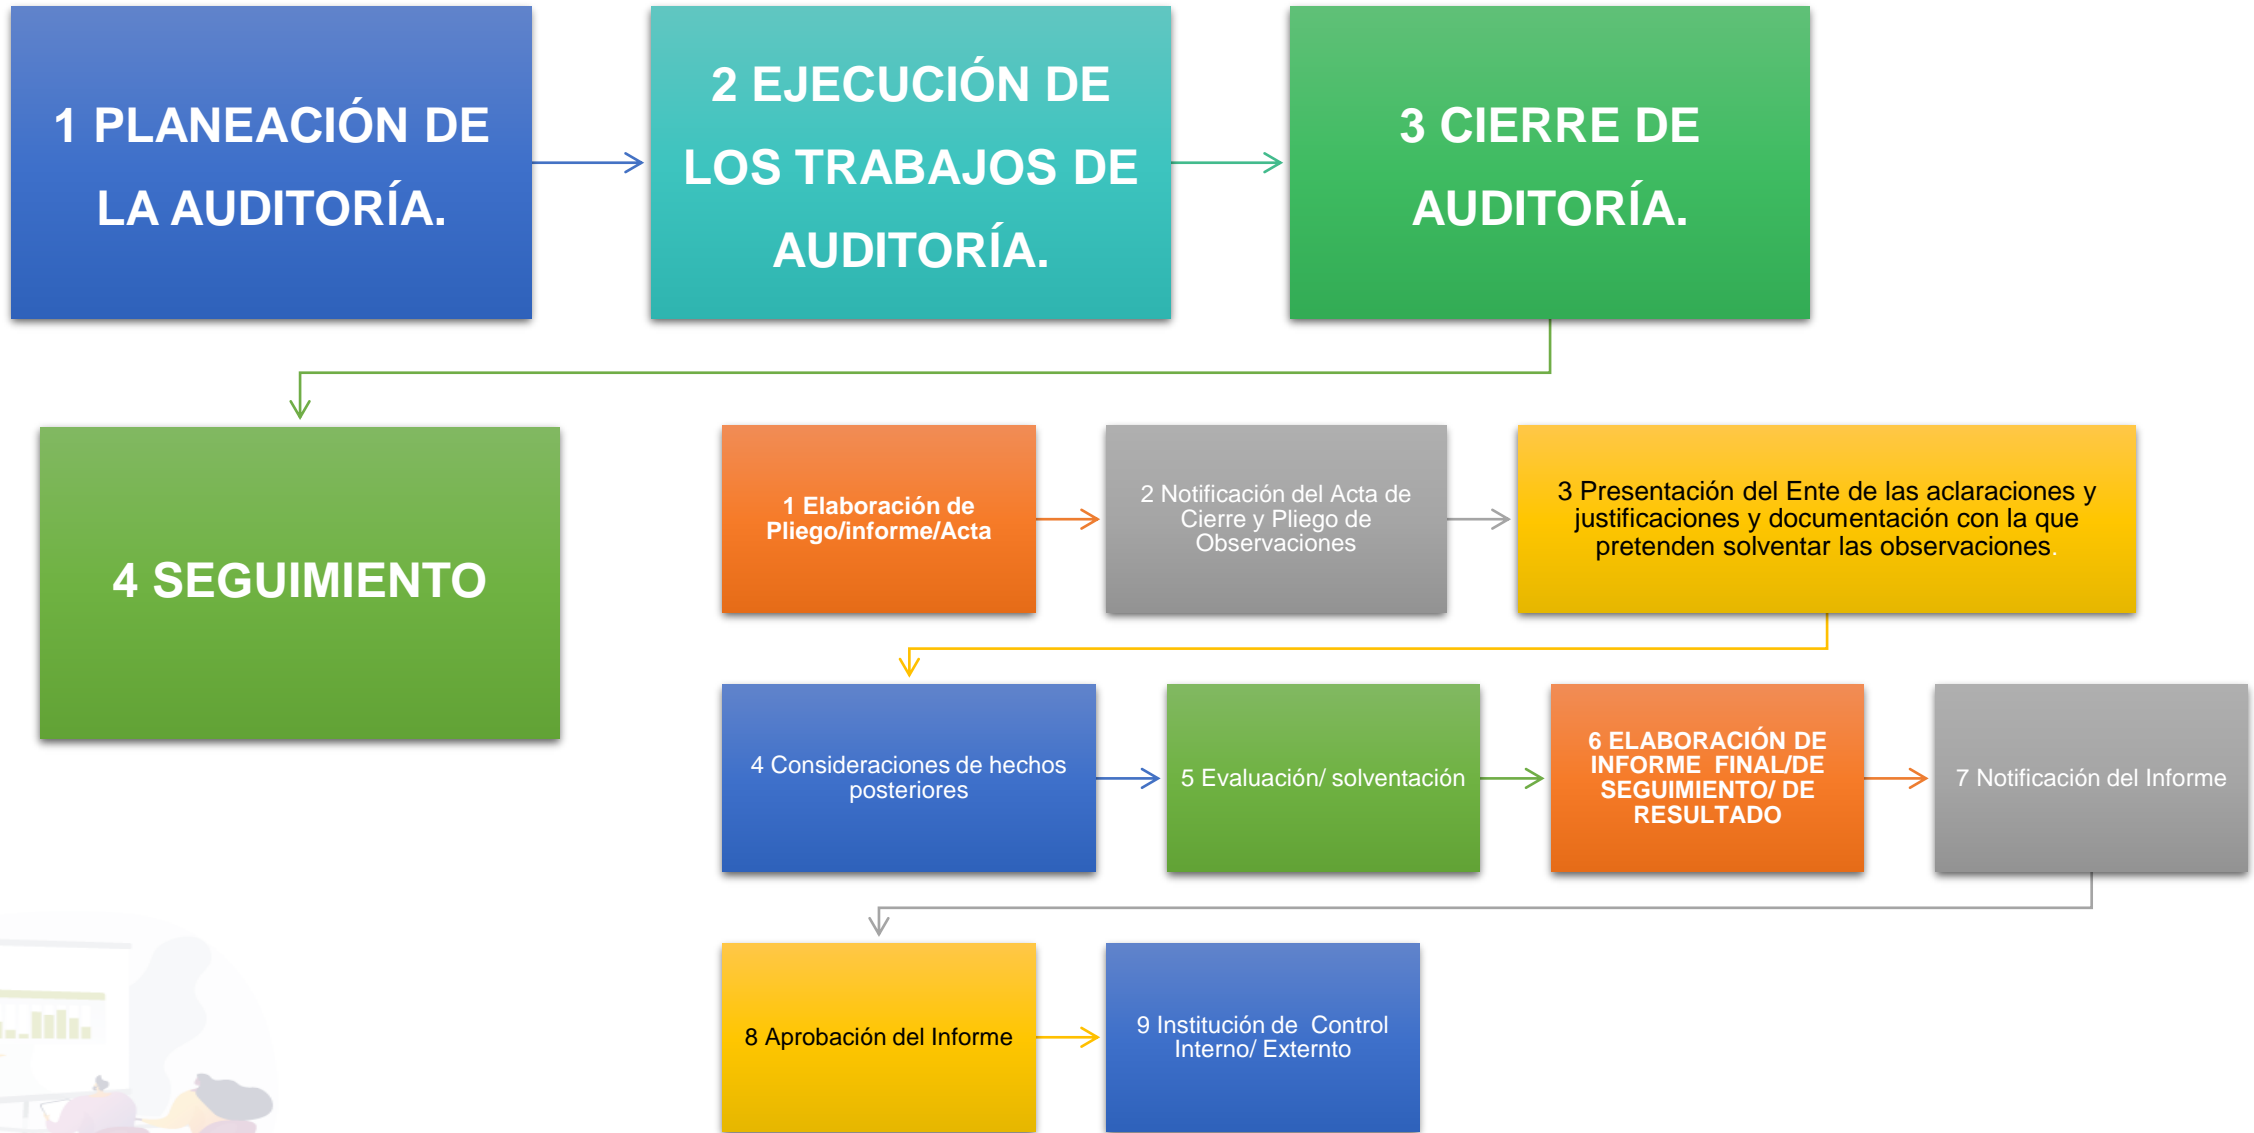 1 PLANEACIÓN DE
LA AUDITORÍA.
2 EJECUCIÓN DE
LOS TRABAJOS DE
AUDITORÍA.
3 CIERRE DE
AUDITORÍA.
4 SEGUIMIENTO
1 Elaboración de
Pliego/informe/Acta
2 Notificación del Acta de
Cierre y Pliego de
Observaciones
3 Presentación del Ente de las aclaraciones y
justificaciones y documentación con la que
pretenden solventar las observaciones.
4 Consideraciones de hechos
posteriores
5 Evaluación/ solventación
6 ELABORACIÓN DE
INFORME  FINAL/DE
SEGUIMIENTO/ DE
RESULTADO
7 Notificación del Informe
8 Aprobación del Informe
9 Institución de  Control
Interno/ Externto